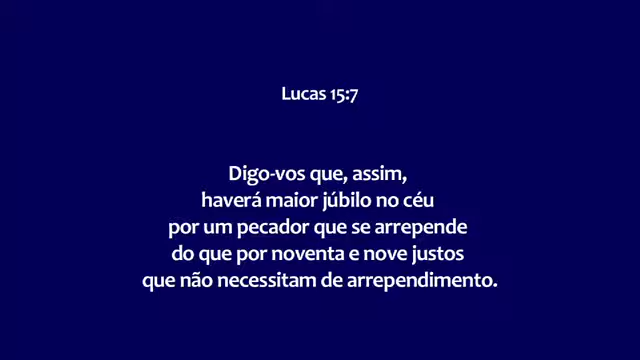 Lucas 15:7
Digo-vos que, assim,
haverá maior júbilo no céu
por um pecador que se arrepende
do que por noventa e nove justos
que não necessitam de arrependimento.